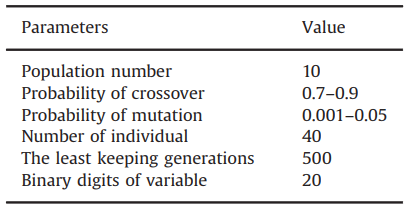 Parameters Value
Population number 10
Probability of crossover 0.7–0.9
Probability of mutation 0.001–0.05
Number of individual 40
The least keeping generations 500
Binary digits of variable 20